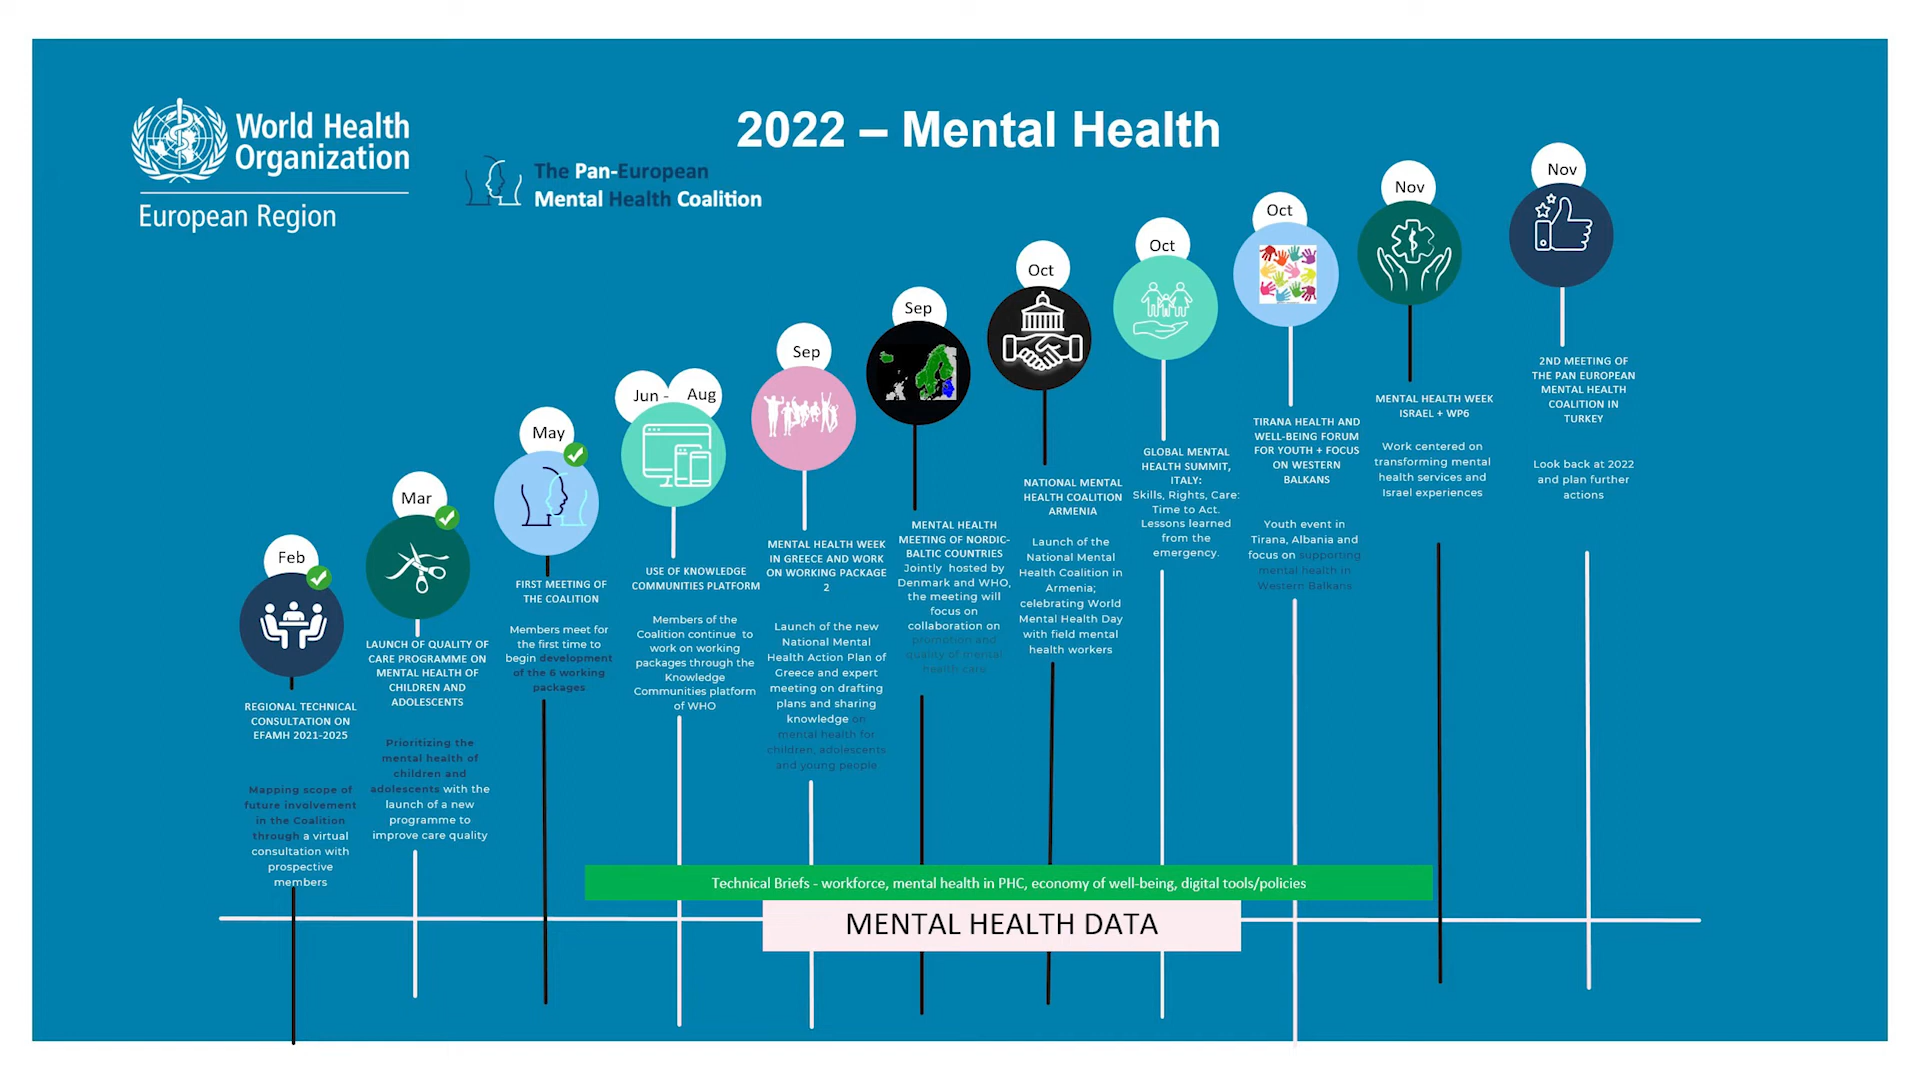 World Health
Organization
European Region
The Pan-European
Mental Health Coalition
2022 – Mental Health
Feb
REGIONAL TECHNICAL
CONSULTATION ON
EFAMH 2021-2025
Mapping scope of
future involvement
in the Coalition
through a virtual
consultation with
prospective
members
Mar
LAUNCH OF QUALITY OF
CARE PROGRAMME ON
MENTAL HEALTH OF
CHILDREN AND
ADOLESCENTS
Prioritizing the
mental health of
children and
adolescents with the
launch of a new
programme to
improve care quality
May
FIRST MEETING OF
THE COALITION
Members meet for
the first time to
begin development
of the 6 working
packages
Jun - Aug
USE OF KNOWLEDGE
COMMUNITIES PLATFORM
Members of the
Coalition continue to
work on working
packages through the
Knowledge
Communities platform
of WHO
Sep
MENTAL HEALTH WEEK
IN GREECE AND WORK
ON WORKING PACKAGE
2
Launch of the new
National Mental
Health Action Plan of
Greece and expert
meeting on drafting
plans and sharing
knowledge on
mental health for
children, adolescents
and young people
Sep
MENTAL HEALTH
MEETING OF NORDIC-
BALTIC COUNTRIES
Jointly hosted by
Denmark and WHO,
the meeting will
focus on
collaboration on
promotion and
quality of mental
health care
Oct
NATIONAL MENTAL
HEALTH COALITION
ARMENIA
Launch of the
National Mental
Health Coalition in
Armenia;
celebrating World
Mental Health Day
with field mental
health workers
Oct
GLOBAL MENTAL
HEALTH SUMMIT,
ITALY:
Skills, Rights, Care:
Time to Act.
Lessons learned
from the
emergency.
Oct
TIRANA HEALTH AND
WELL-BEING FORUM
FOR YOUTH + FOCUS
ON WESTERN
BALKANS
Youth event in
Tirana, Albania and
focus on supporting
mental health in
Western Balkans
Nov
MENTAL HEALTH WEEK
ISRAEL + WP6
Work centered on
transforming mental
health services and
Israel experiences
Nov
2ND MEETING OF
THE PAN EUROPEAN
MENTAL HEALTH
COALITION IN
TURKEY
Look back at 2022
and plan further
actions
Technical Briefs - workforce, mental health in PHC, economy of well-being, digital tools/policies
MENTAL HEALTH DATA